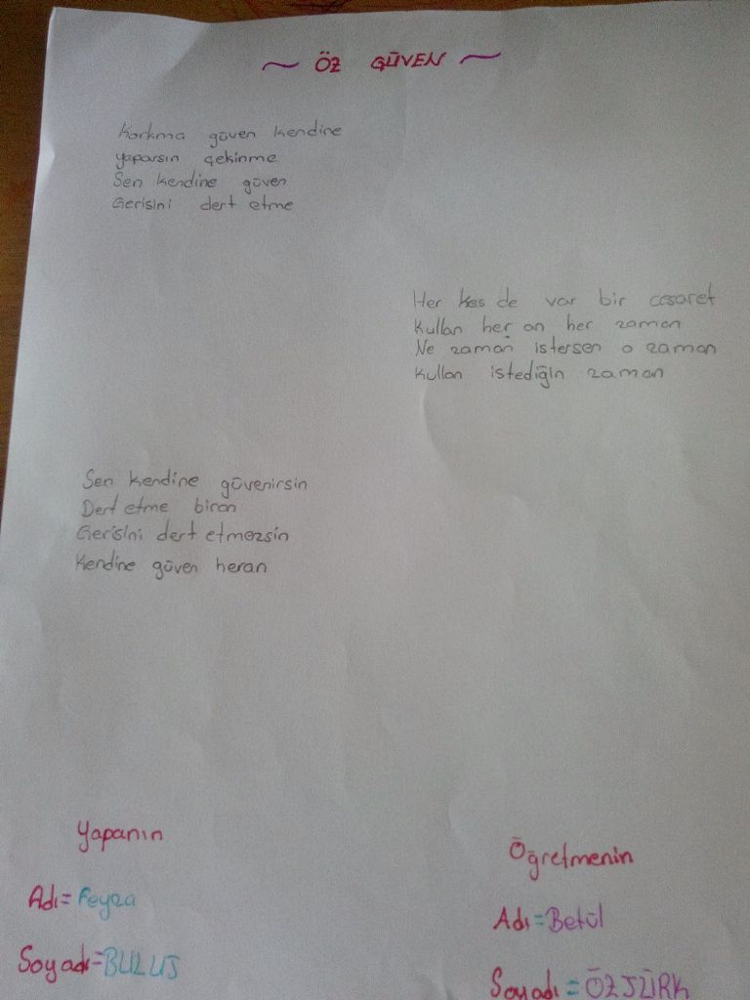 ~ ÖZ GÜVEN ~
Korkma güven kendine
yaparsın çekinme
Sen kendine güven
Gerisini dert etme
Her kes de var bir cesaret
Kullan her an her zaman
Ne zaman istersen o zaman
Kullan istediğin zaman
Sen kendine güvenirsin
Dert etme biran
Gerisini dert etmezsin
Kendine güven heran
Yapanın
Adı=Feyza
Soyadı=BULUŞ
Öğretmenin
Adı=Betül
Soyadı=ÖZTÜRK